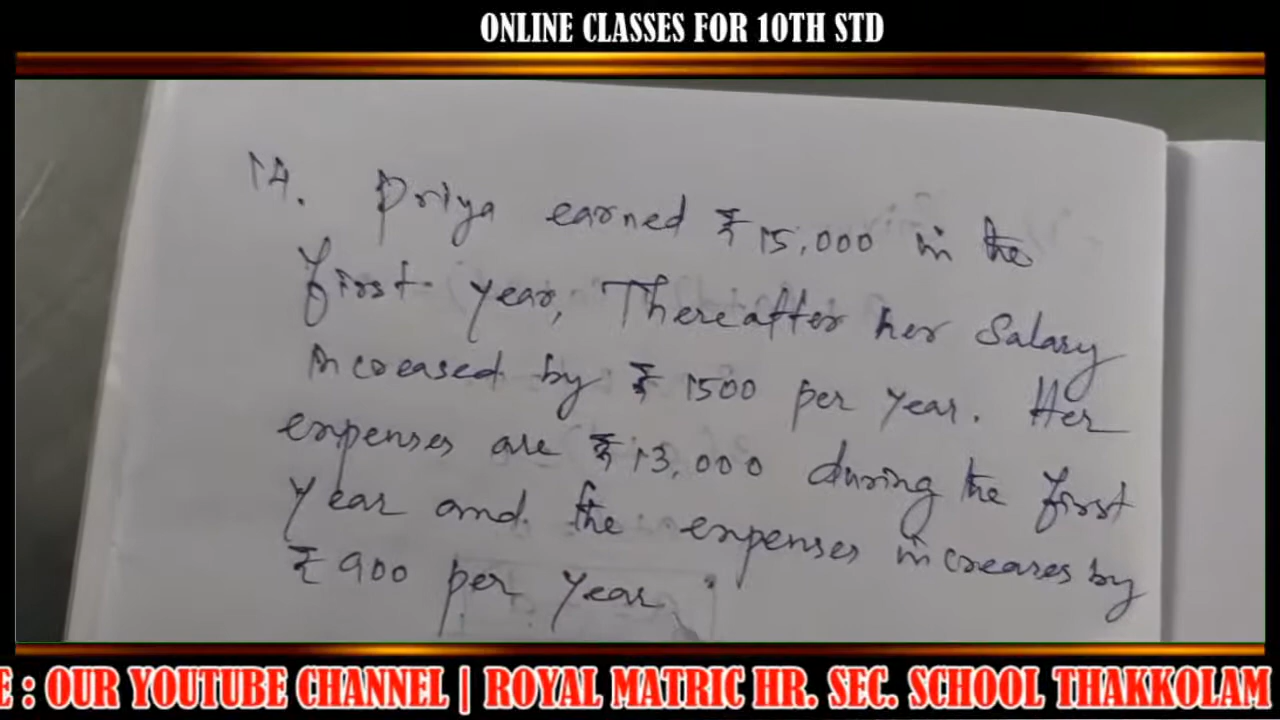 ONLINE CLASSES FOR 10TH STD
14. Priya earned ₹ 15,000 in the
first year, Thereafter her Salary
increased by ₹ 1500 per year. Her
expenses are ₹ 13,000 during the first
year and the expenses increases by
₹ 900 per year.
E : OUR YOUTUBE CHANNEL | ROYAL MATRIC HR. SEC. SCHOOL THAKKOLAM